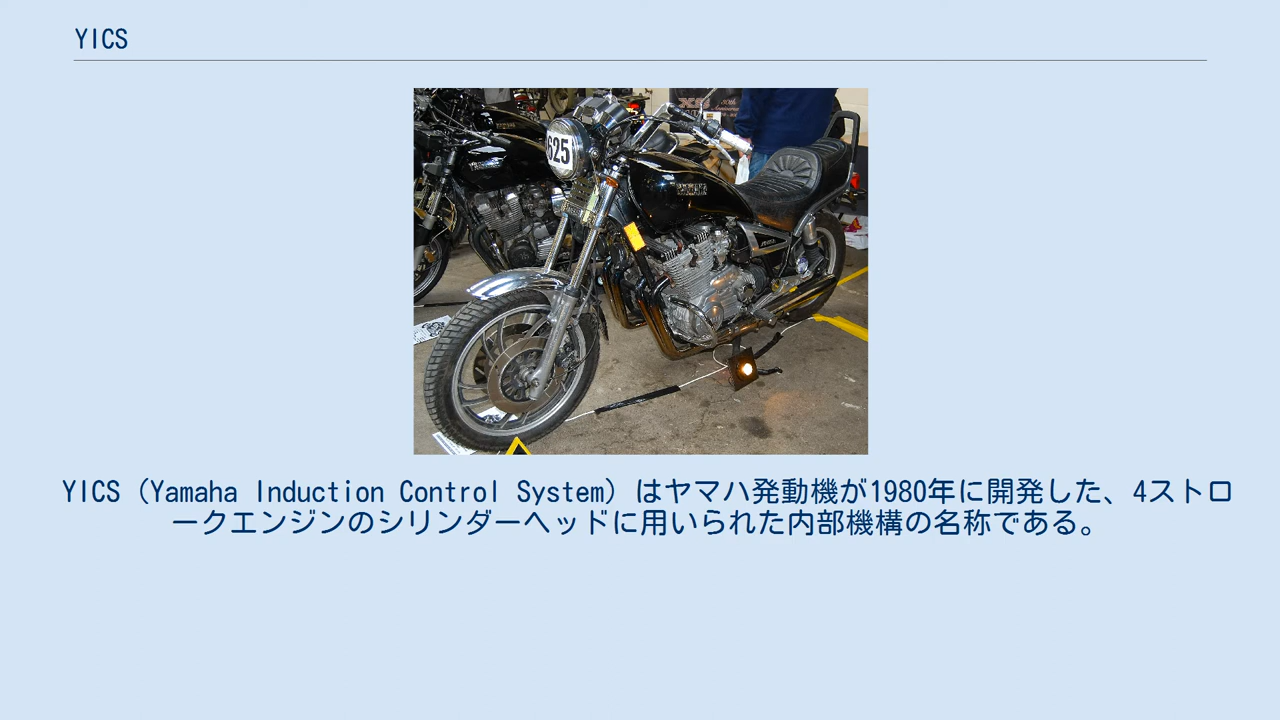 YICS
625
YAMAHA
XS
YICS（Yamaha Induction Control System）はヤマハ発動機が1980年に開発した、4ストロ
ークエンジンのシリンダーヘッドに用いられた内部機構の名称である。